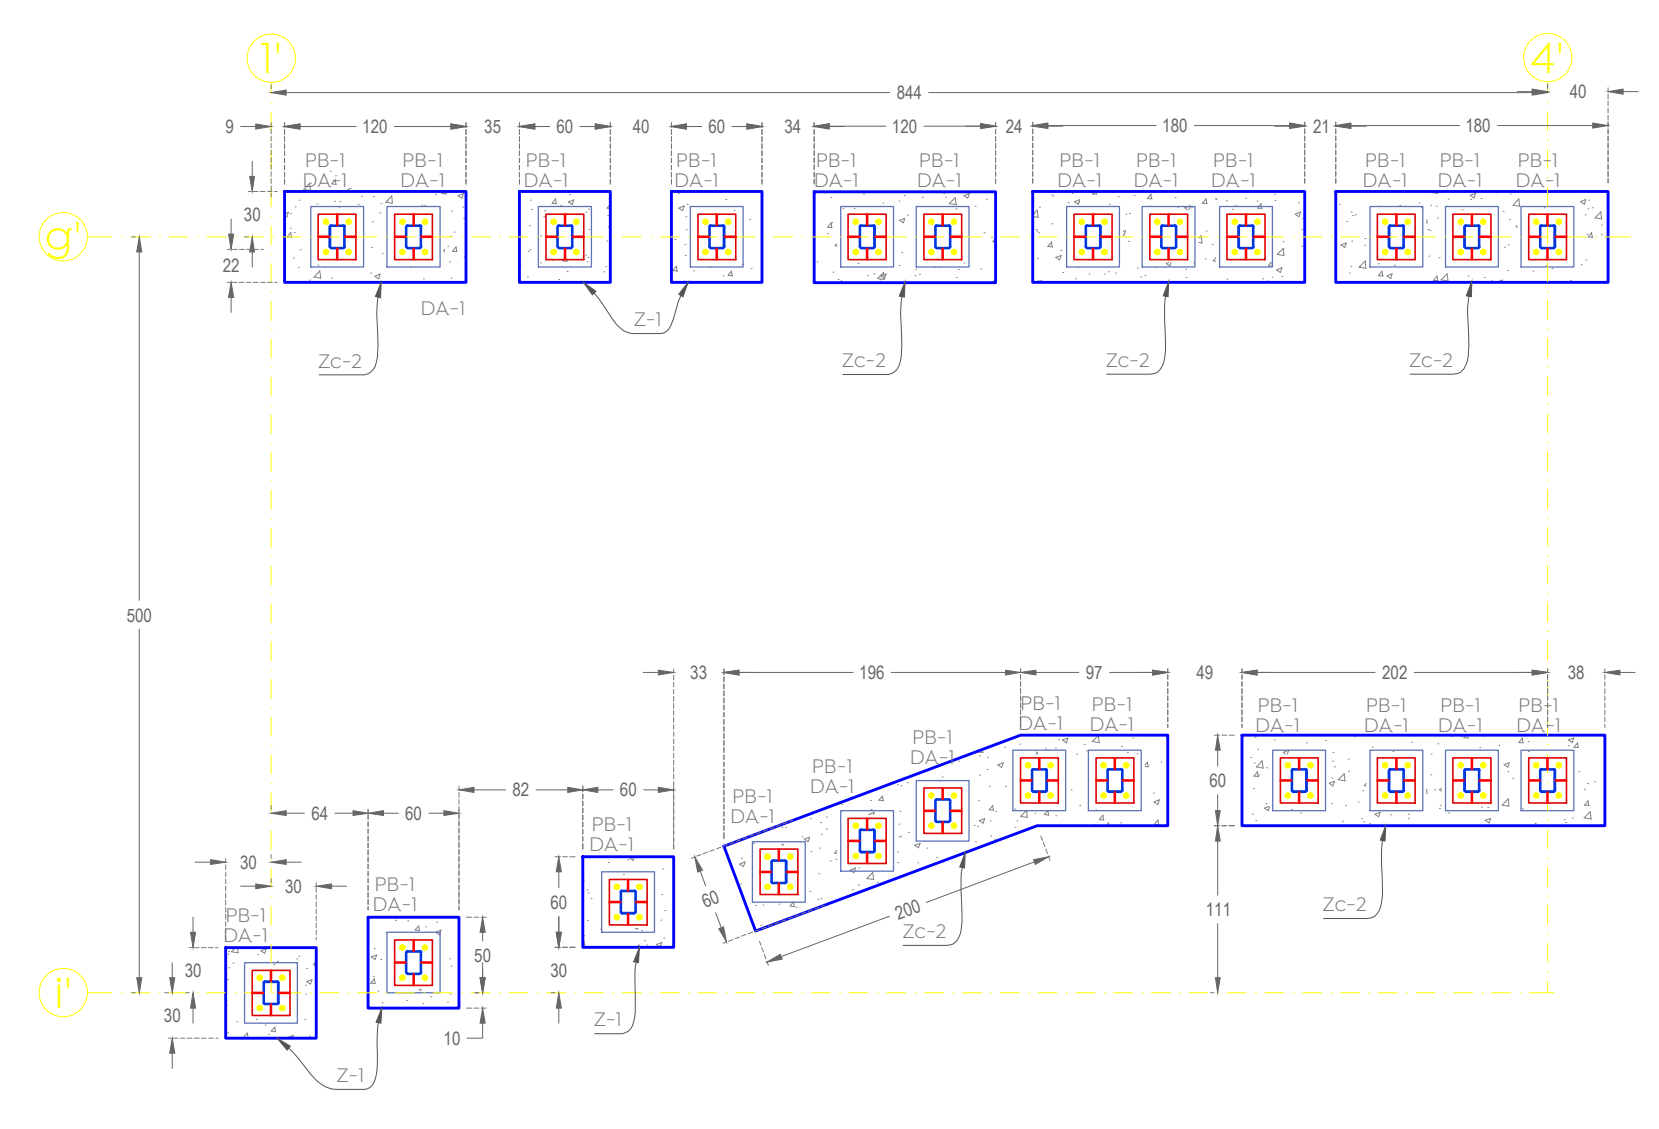 1'
4'
844
40
9
120
35
60
40
60
34
120
24
180
21
180
PB-1
PB-1
PB-1
PB-1
PB-1
PB-1
PB-1
PB-1
PB-1
PB-1
PB-1
PB-1
DA-1
DA-1
DA-1
DA-1
DA-1
DA-1
DA-1
DA-1
DA-1
DA-1
DA-1
DA-1
30
g'
22
DA-1
Z-1
Zc-2
Zc-2
Zc-2
Zc-2
500
33
196
97
49
202
38
PB-1
PB-1
PB-1
PB-1
PB-1
PB-1
DA-1
DA-1
DA-1
DA-1
DA-1
DA-1
PB-1
DA-1
PB-1
DA-1
60
82
60
PB-1
DA-1
64
60
PB-1
DA-1
30
30
PB-1
DA-1
60
60
200
111
Zc-2
Zc-2
PB-1
DA-1
50
30
30
i'
30
Z-1
10
Z-1